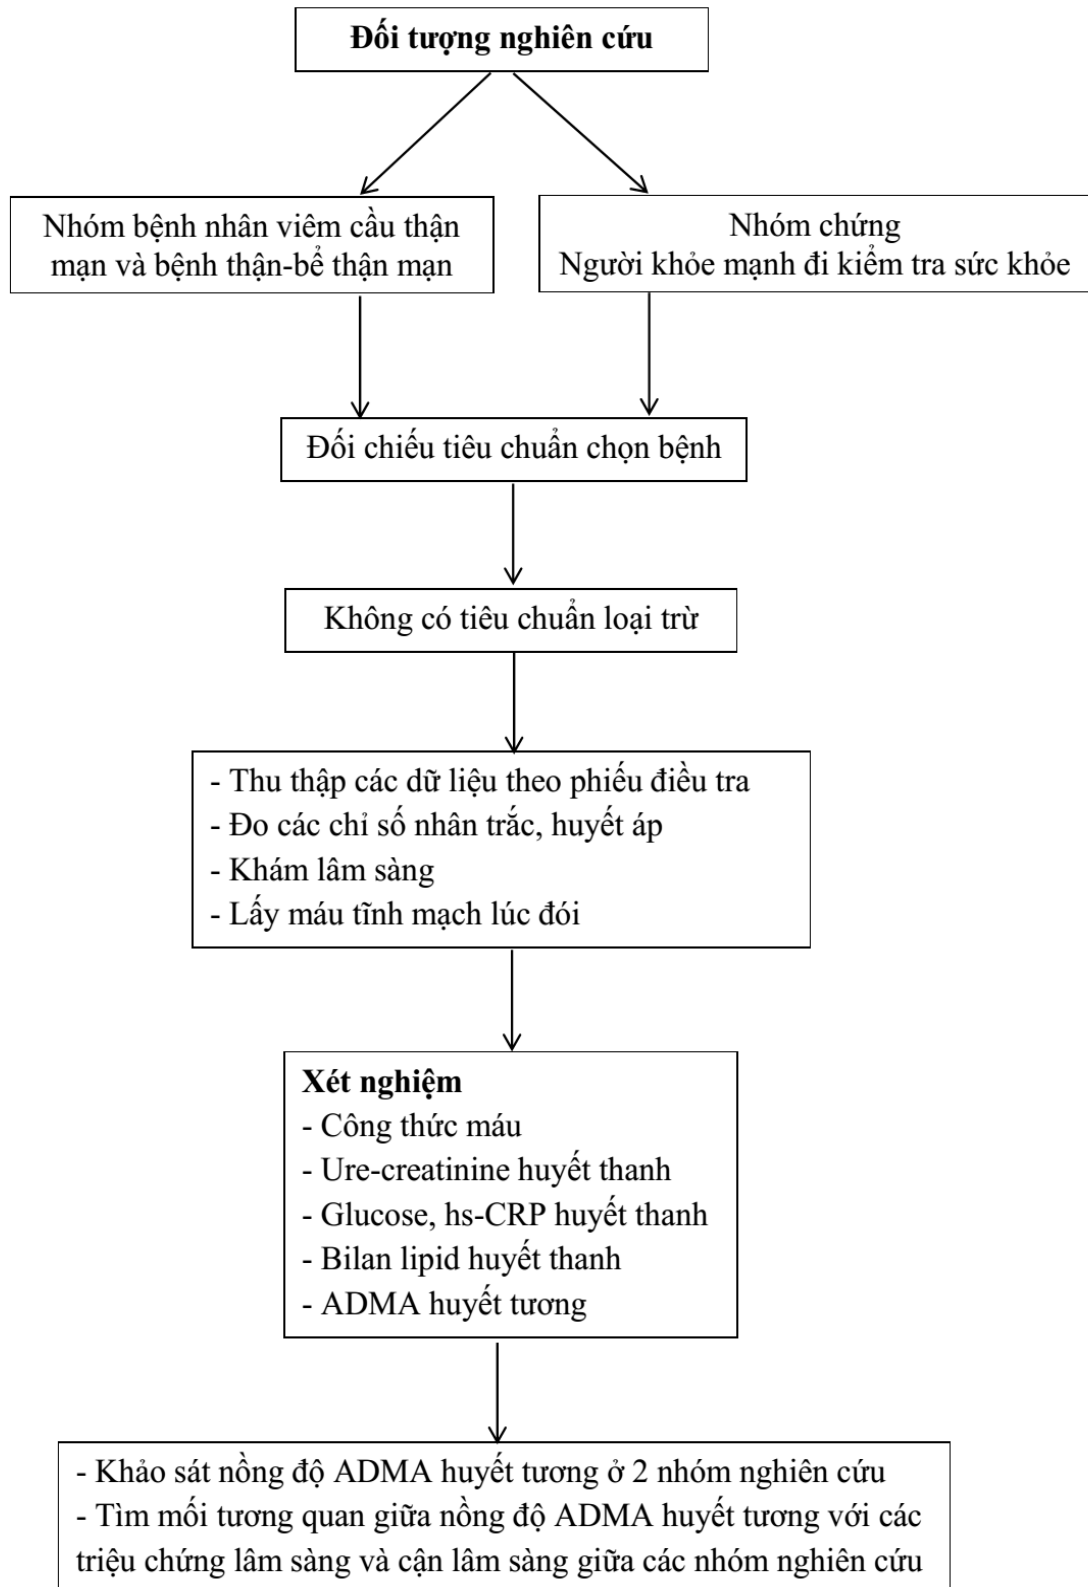 Đối tượng nghiên cứu
Nhóm bệnh nhân viêm cầu thận
mạn và bệnh thận-bể thận mạn
Nhóm chứng
Người khỏe mạnh đi kiểm tra sức khỏe
Đối chiếu tiêu chuẩn chọn bệnh
Không có tiêu chuẩn loại trừ
- Thu thập các dữ liệu theo phiếu điều tra
- Đo các chỉ số nhân trắc, huyết áp
- Khám lâm sàng
- Lấy máu tĩnh mạch lúc đói
Xét nghiệm
- Công thức máu
- Ure-creatinine huyết thanh
- Glucose, hs-CRP huyết thanh
- Bilan lipid huyết thanh
- ADMA huyết tương
- Khảo sát nồng độ ADMA huyết tương ở 2 nhóm nghiên cứu
- Tìm mối tương quan giữa nồng độ ADMA huyết tương với các
triệu chứng lâm sàng và cận lâm sàng giữa các nhóm nghiên cứu